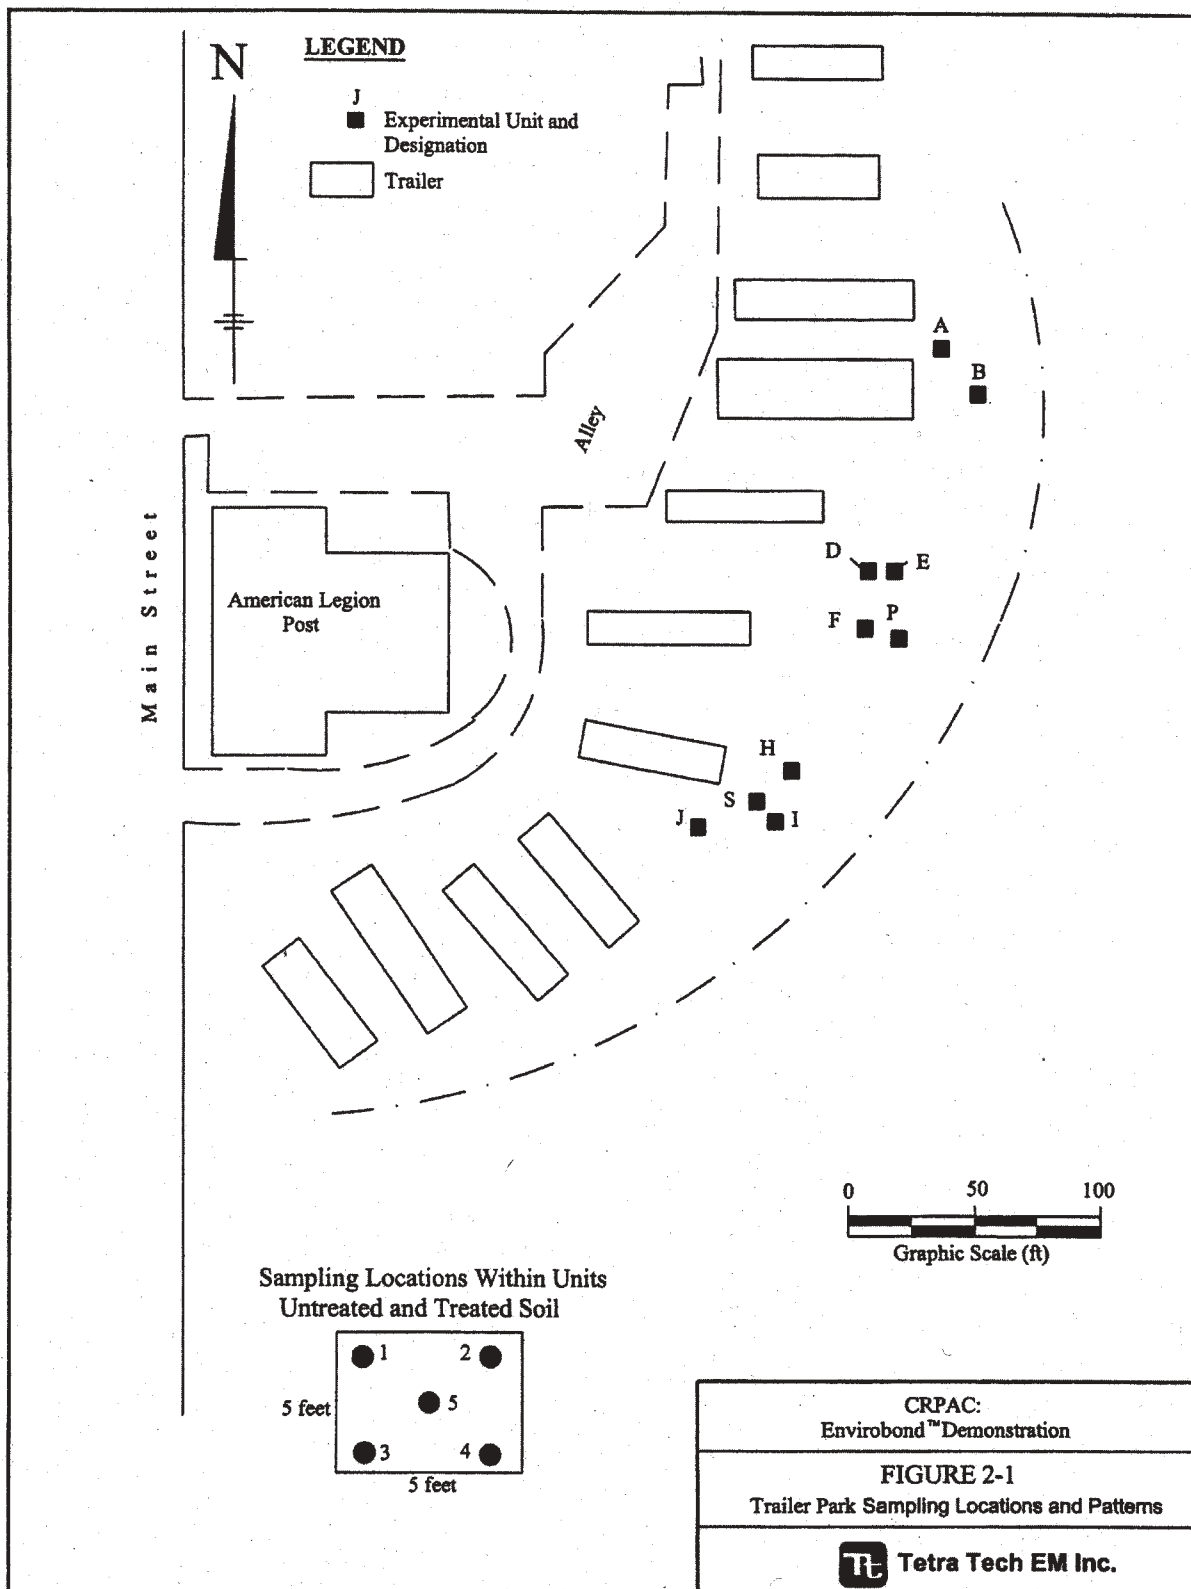 N
LEGEND
J
Experimental Unit and
Designation
Trailer
A
B
Alley
Main Street
American Legion
Post
D
E
F
P
H
S
J
I
0 50 100
Graphic Scale (ft)
Sampling Locations Within Units
Untreated and Treated Soil
1 2
5 feet
5
3 4
5 feet
CRPAC:
Envirobond™Demonstration
FIGURE 2-1
Trailer Park Sampling Locations and Patterns
Tt Tetra Tech EM Inc.